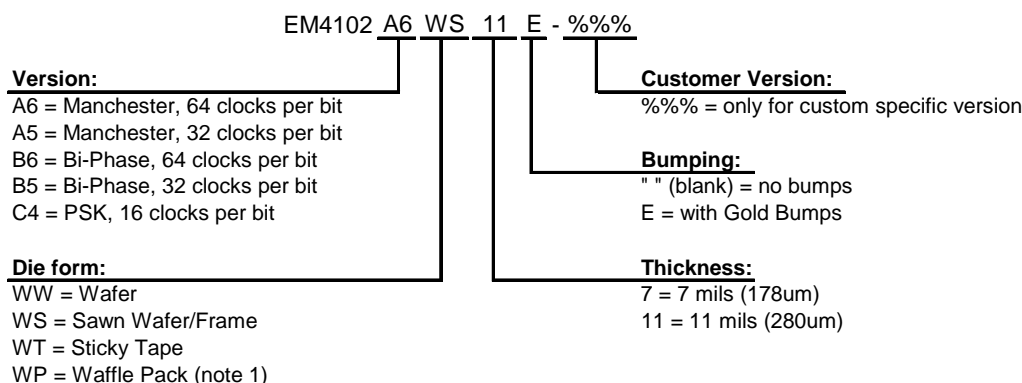 EM4102 A6 WS 11 E - %%%
Version:
A6 = Manchester, 64 clocks per bit
A5 = Manchester, 32 clocks per bit
B6 = Bi-Phase, 64 clocks per bit
B5 = Bi-Phase, 32 clocks per bit
C4 = PSK, 16 clocks per bit
Die form:
WW = Wafer
WS = Sawn Wafer/Frame
WT = Sticky Tape
WP = Waffle Pack (note 1)
Customer Version:
%%% = only for custom specific version
Bumping:
" " (blank) = no bumps
E = with Gold Bumps
Thickness:
7 = 7 mils (178um)
11 = 11 mils (280um)